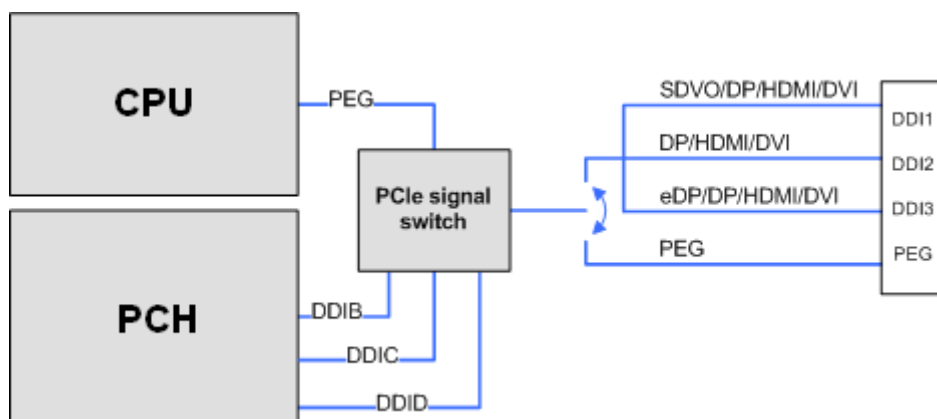 CPU
PEG
PCIe signal
switch
PCH
DDIB
DDIC
DDID
SDVO/DP/HDMI/DVI
DP/HDMI/DVI
eDP/DP/HDMI/DVI
PEG
DDI1
DDI2
DDI3
PEG